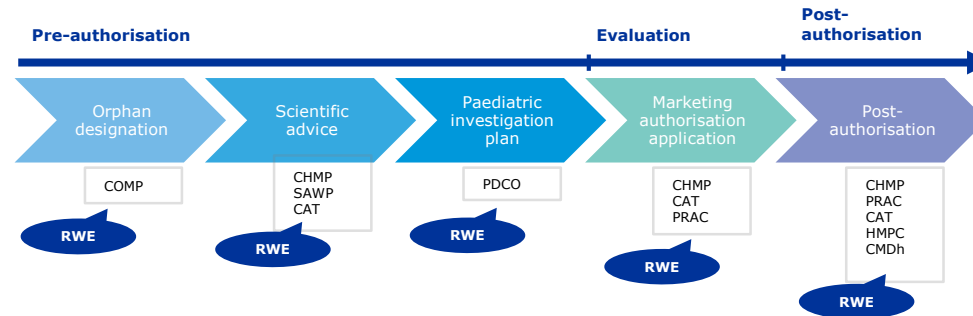 Pre-authorisation
Evaluation
Post-
authorisation
Orphan
designation
Scientific
advice
Paediatric
investigation
plan
Marketing
authorisation
application
Post-
authorisation
COMP
RWE
CHMP
SAWP
CAT
RWE
PDCO
RWE
CHMP
CAT
PRAC
RWE
CHMP
PRAC
CAT
HMPC
CMDh
RWE